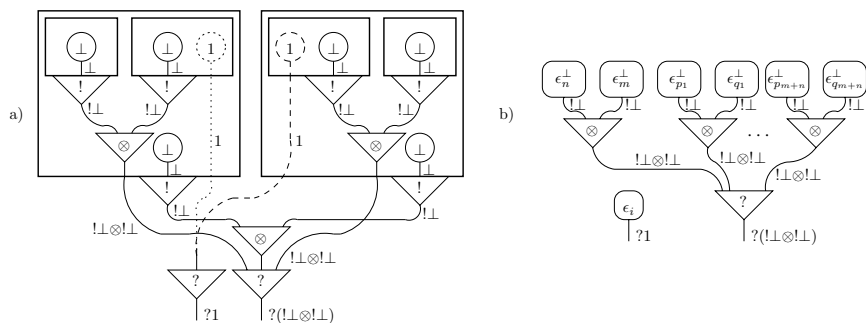 ⊥ ⊥ 1 1 ⊥ ⊥
⊥ ⊥ ⊥ ⊥
! ! ! !
!⊥ !⊥ !⊥ !⊥
a)
⊗ ⊥ 1 1 ⊗ ⊥
⊥ ⊥
! !
!⊥ !⊥
!⊥⊗!⊥ ⊗ !⊥⊗!⊥
? ?
?1 ?(!⊥⊗!⊥)
b)
ϵ⊥n ϵ⊥m ϵ⊥p1 ϵ⊥q1 ϵ⊥pm+n ϵ⊥qm+n
!⊥ !⊥ !⊥ !⊥ !⊥ !⊥
⊗ ⊗ ... ⊗
!⊥⊗!⊥ !⊥⊗!⊥ !⊥⊗!⊥
ϵi ?
?1 ?(!⊥⊗!⊥)